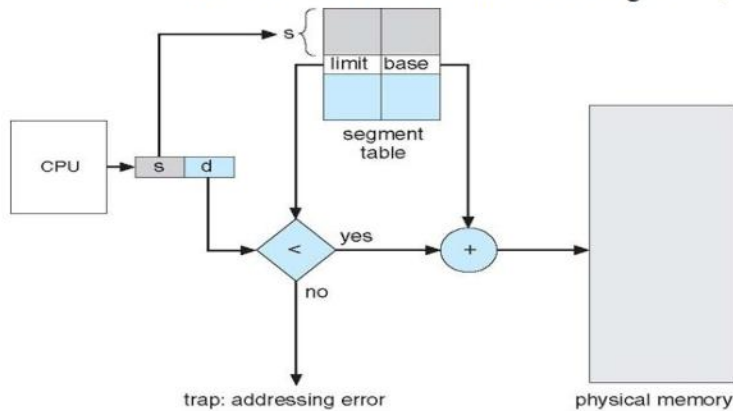 s
limit base
segment
table
CPU
s d
<
yes
+
no
trap: addressing error
physical memory